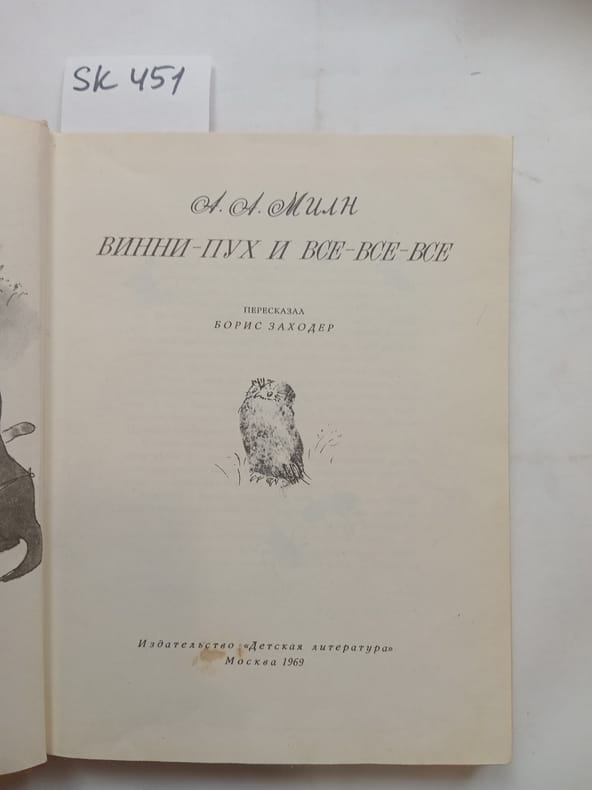 SK 451
А. А. Милн
ВИННИ-ПУХ И ВСЕ-ВСЕ-ВСЕ
ПЕРЕСКАЗАЛ
БОРИС ЗАХОДЕР
Издательство «Детская литература»
Москва 1969